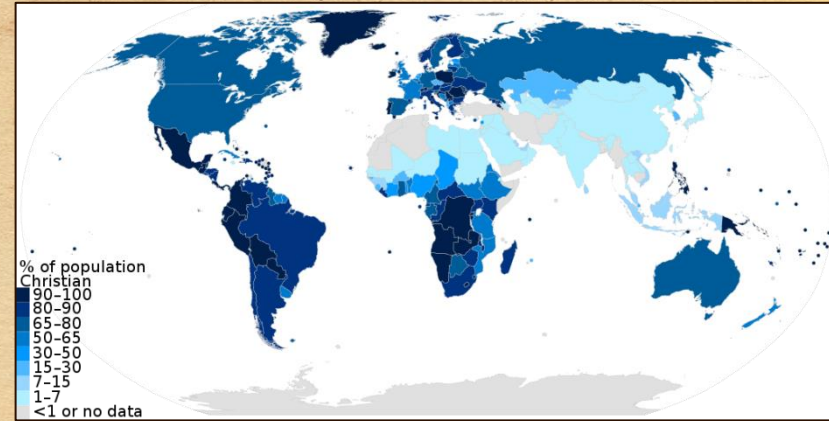 % of population
Christian
90–100
80–90
65–80
50–65
30–50
15–30
7–15
1–7
<1 or no data